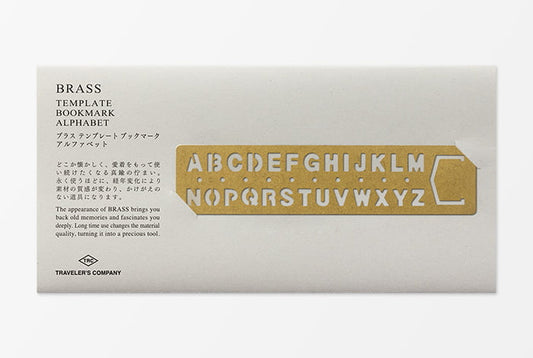 BRASS
TEMPLATE
BOOKMARK
ALPHABET
ブラス テンプレート ブックマーク
アルファベット
どこか懐かしく、愛着をもって使
い続けたくなる真鍮の佇まい。
永く使うほどに、経年変化により
素材の質感が変わり、かけがえの
ない道具になります。
The appearance of BRASS brings you
back old memories and fascinates you
deeply. Long time use changes the material
quality, turning it into a precious tool.
TRC
TRAVELER'S COMPANY
ABCDEFGHIJKLM
NOPQRSTUVWXYZ